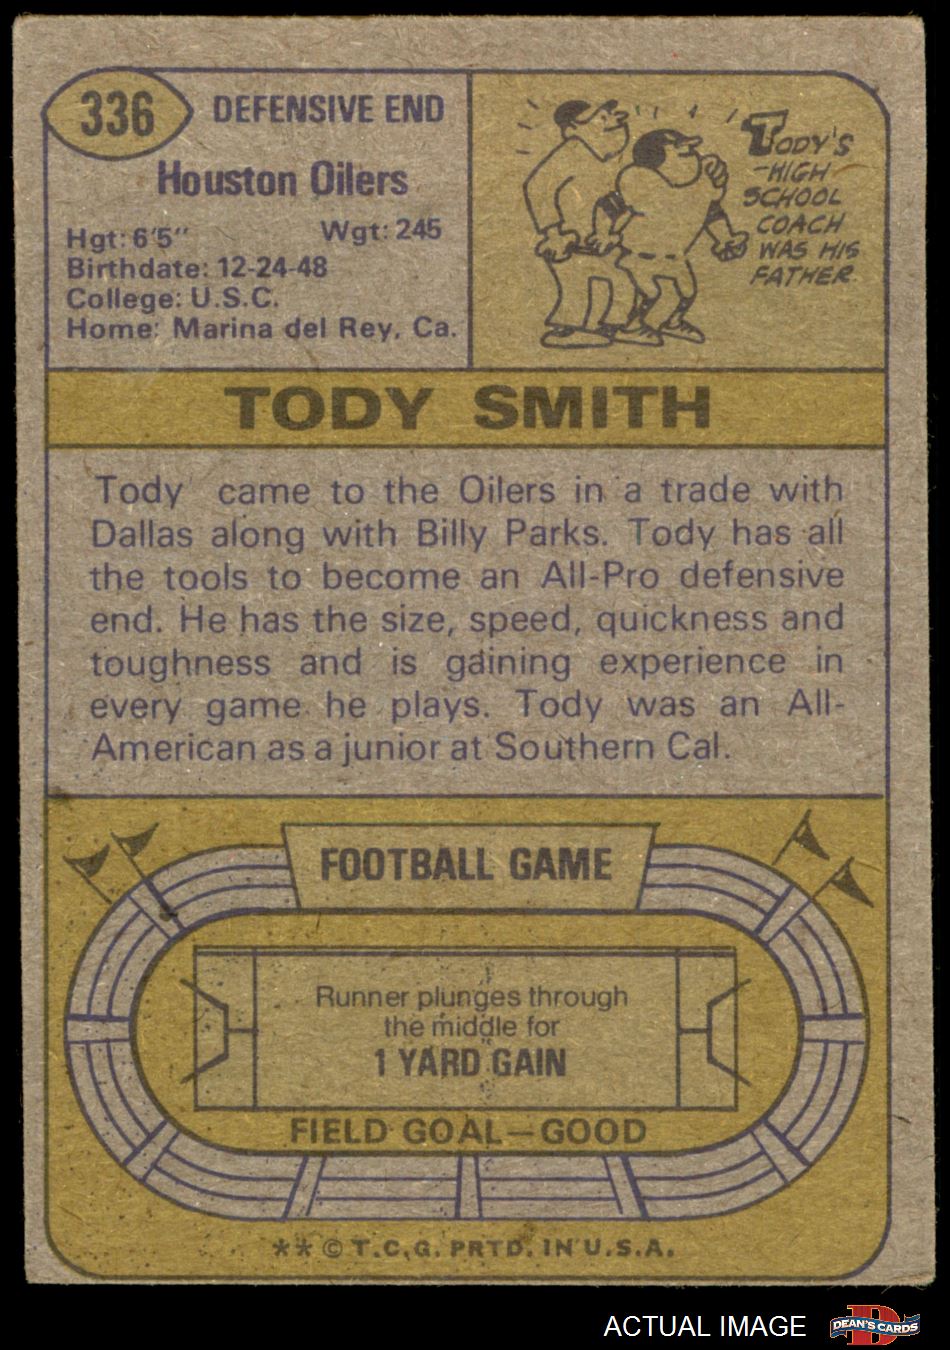 336
DEFENSIVE END
Houston Oilers
Hgt: 6'5" Wgt: 245
Birthdate: 12-24-48
College: U.S.C.
Home: Marina del Rey, Ca.
TODY'S
HIGH
SCHOOL
COACH
WAS HIS
FATHER.
TODY SMITH
Tody came to the Oilers in a trade with
Dallas along with Billy Parks. Tody has all
the tools to become an All-Pro defensive
end. He has the size, speed, quickness and
toughness and is gaining experience in
every game he plays. Tody was an All-
American as a junior at Southern Cal.
FOOTBALL GAME
Runner plunges through
the middle for
1 YARD GAIN
FIELD GOAL—GOOD
** © T.C.G. PRTD. IN U.S.A.
ACTUAL IMAGE
D
DEAN'S CARDS